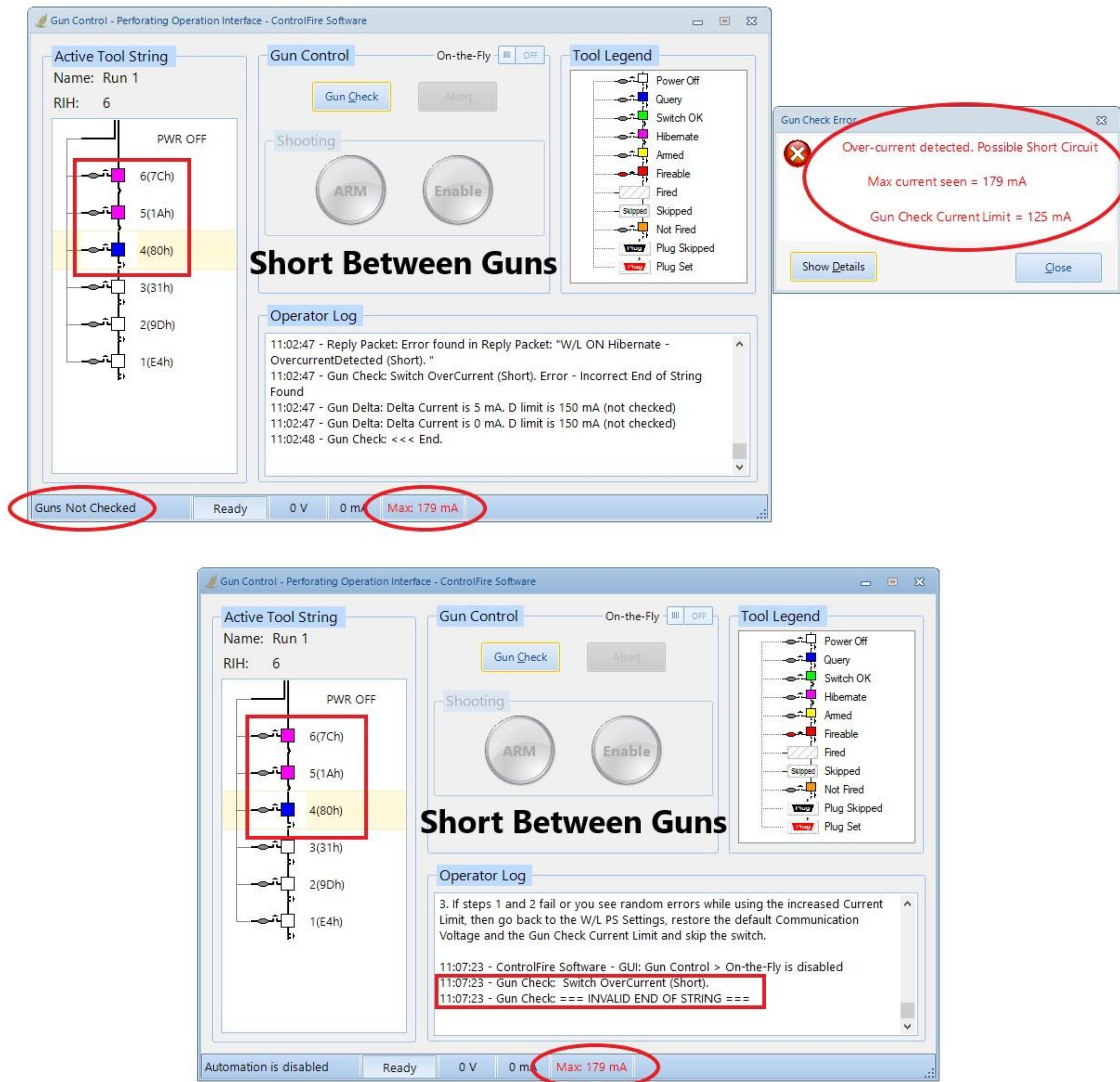 Gun Control - Perforating Operation Interface - ControlFire Software
Active Tool String
Name: Run 1
RIH: 6
PWR OFF
6(7Ch)
5(1Ah)
4(80h)
3(31h)
2(9Dh)
1(E4h)
Gun Control
On-the-Fly
OFF
Gun Check
Abort
Shooting
ARM
Enable
Short Between Guns
Tool Legend
Power Off
Query
Switch OK
Hibernate
Armed
Fireable
Fired
Skipped Skipped
Not Fired
Plug Plug Skipped
Plug Plug Set
Operator Log
11:02:47 - Reply Packet: Error found in Reply Packet: "W/L ON Hibernate -
OvercurrentDetected (Short). "
11:02:47 - Gun Check: Switch OverCurrent (Short). Error - Incorrect End of String
Found
11:02:47 - Gun Delta: Delta Current is 5 mA. D limit is 150 mA (not checked)
11:02:47 - Gun Delta: Delta Current is 0 mA. D limit is 150 mA (not checked)
11:02:48 - Gun Check: <<< End.
Guns Not Checked
Ready
0 V
0 mA
Max: 179 mA
Gun Check Error
Over-current detected. Possible Short Circuit
Max current seen = 179 mA
Gun Check Current Limit = 125 mA
Show Details
Close
Gun Control - Perforating Operation Interface - ControlFire Software
Active Tool String
Name: Run 1
RIH: 6
PWR OFF
6(7Ch)
5(1Ah)
4(80h)
3(31h)
2(9Dh)
1(E4h)
Gun Control
On-the-Fly
OFF
Gun Check
Abort
Shooting
ARM
Enable
Short Between Guns
Tool Legend
Power Off
Query
Switch OK
Hibernate
Armed
Fireable
Fired
Skipped Skipped
Not Fired
Plug Plug Skipped
Plug Plug Set
Operator Log
3. If steps 1 and 2 fail or you see random errors while using the increased Current
Limit, then go back to the W/L PS Settings, restore the default Communication
Voltage and the Gun Check Current Limit and skip the switch.
11:07:23 - ControlFire Software - GUI: Gun Control > On-the-Fly is disabled
11:07:23 - Gun Check: Switch OverCurrent (Short).
11:07:23 - Gun Check: === INVALID END OF STRING ===
Automation is disabled
Ready
0 V
0 mA
Max: 179 mA